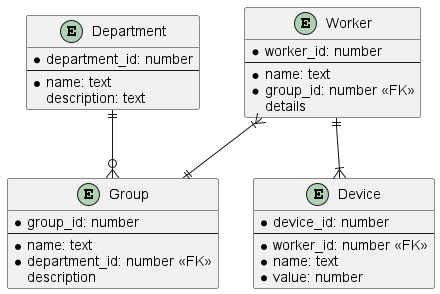 E Department
* department_id: number
* name: text
description: text
E Worker
* worker_id: number
* name: text
* group_id: number «FK»
details
E Group
* group_id: number
* name: text
* department_id: number «FK»
description
E Device
* device_id: number
* worker_id: number «FK»
* name: text
* value: number